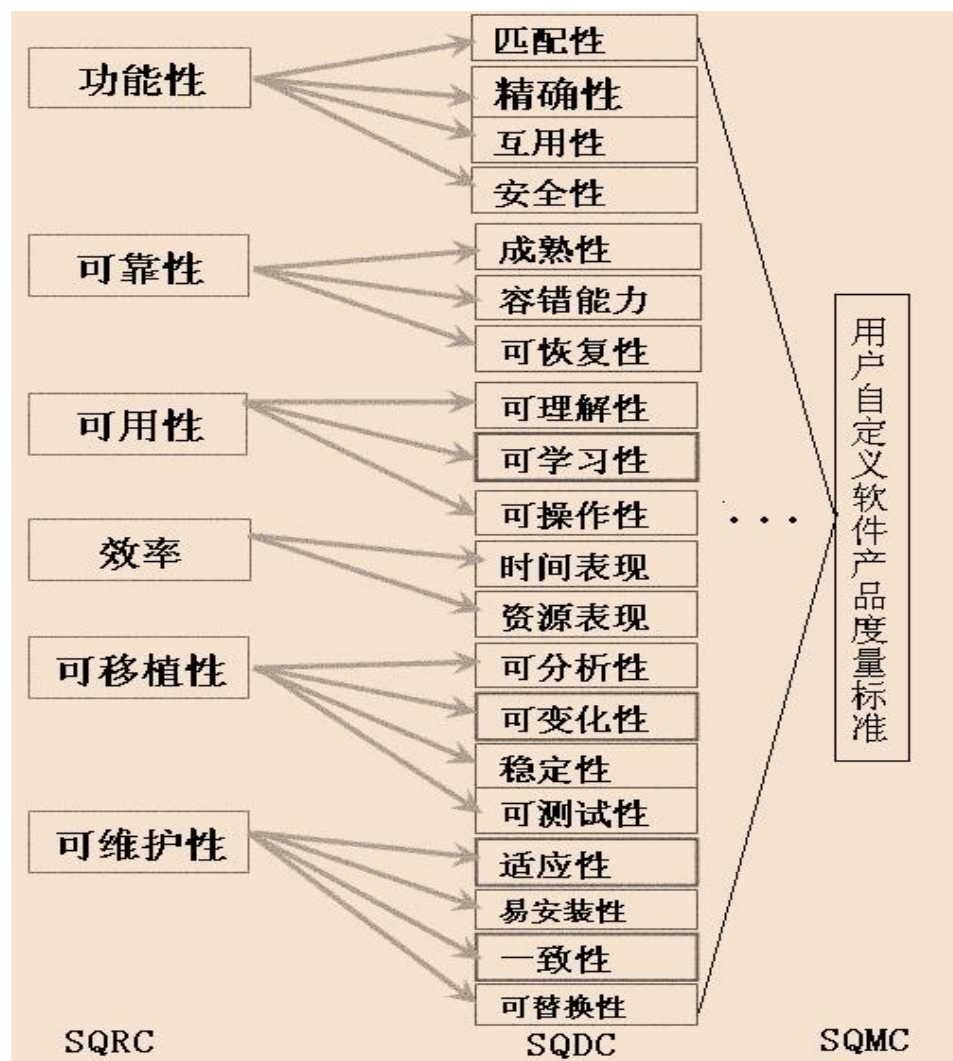 功能性
可靠性
可用性
效率
可移植性
可维护性
SQRC
匹配性
精确性
互用性
安全性
成熟性
容错能力
可恢复性
可理解性
可学习性
可操作性
时间表现
资源表现
可分析性
可变化性
稳定性
可测试性
适应性
易安装性
一致性
可替换性
SQDC
...
用户自定义软件产品度量标准
SQMC